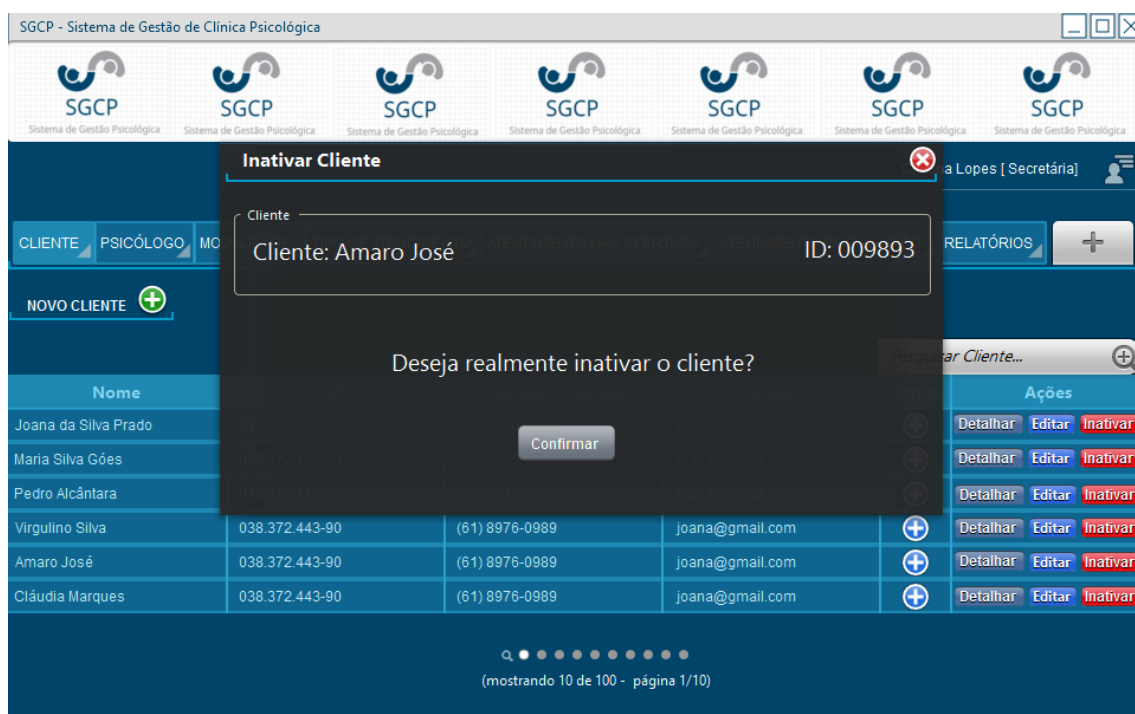 SGCP - Sistema de Gestão de Clínica Psicológica
SGCP SGCP SGCP SGCP SGCP SGCP SGCP
Sistema de Gestão Psicológica Sistema de Gestão Psicológica Sistema de Gestão Psicológica Sistema de Gestão Psicológica Sistema de Gestão Psicológica Sistema de Gestão Psicológica Sistema de Gestão Psicológica
Inativar Cliente
a Lopes [ Secretária]
Cliente
CLIENTE PSICÓLOGO MO ATENDIMENTO NÃO OFERTADO RELATÓRIOS
Cliente: Amaro José ID: 009893
NOVO CLIENTE
Deseja realmente inativar o cliente?
Pesquisar Cliente...
Nome Ações
Joana da Silva Prado Detalhar Editar Inativar
Confirmar
Maria Silva Góes Detalhar Editar Inativar
Pedro Alcântara Detalhar Editar Inativar
Virgulino Silva 038.372.443-90 (61) 8976-0989 joana@gmail.com Detalhar Editar Inativar
Amaro José 038.372.443-90 (61) 8976-0989 joana@gmail.com Detalhar Editar Inativar
Cláudia Marques 038.372.443-90 (61) 8976-0989 joana@gmail.com Detalhar Editar Inativar
(mostrando 10 de 100 - página 1/10)